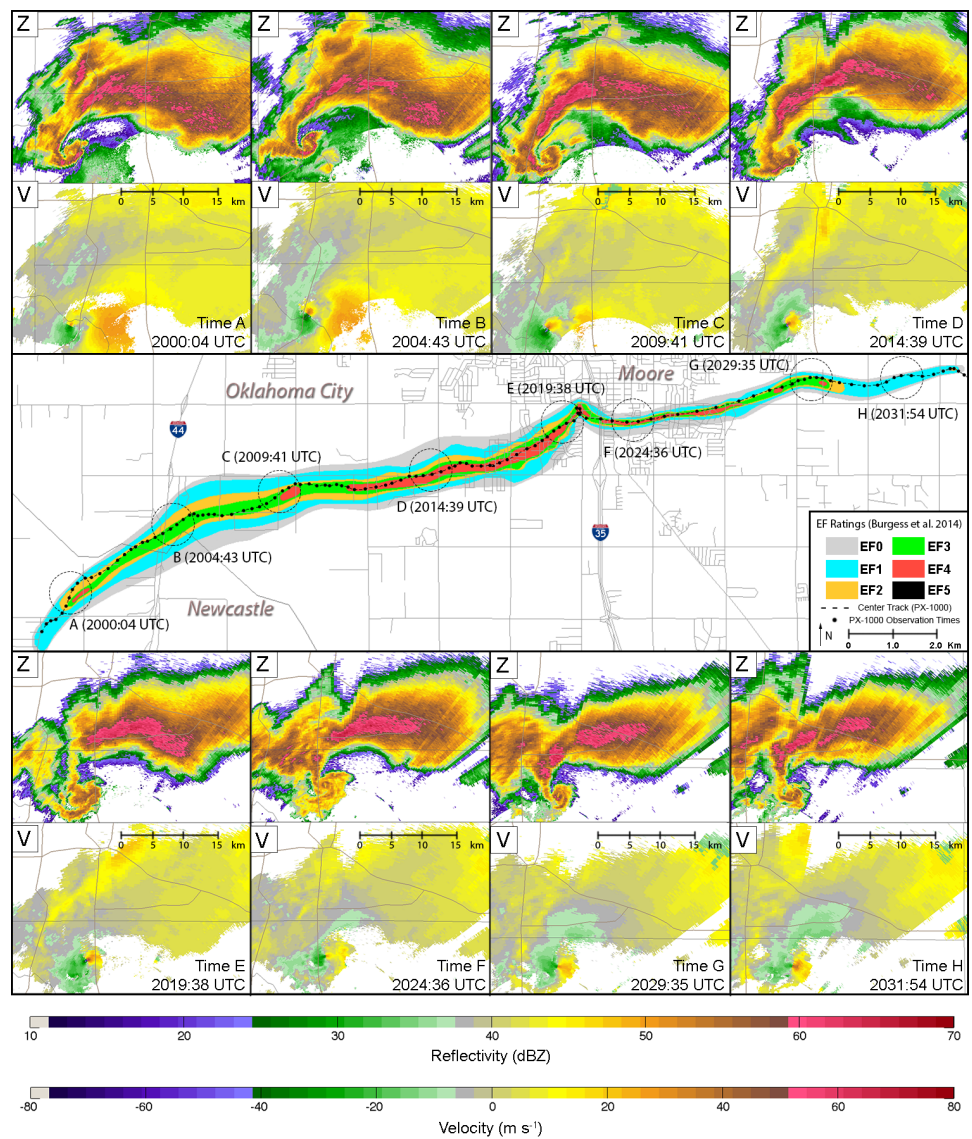 Z Z Z Z
V V V V
0 5 10 15 km 0 5 10 15 km 0 5 10 15 km 0 5 10 15 km
Time A Time B Time C Time D
2000:04 UTC 2004:43 UTC 2009:41 UTC 2014:39 UTC
Oklahoma City
Moore
G (2029:35 UTC)
E (2019:38 UTC)
H (2031:54 UTC)
44
C (2009:41 UTC)
F (2024:36 UTC)
D (2014:39 UTC)
B (2004:43 UTC)
35
Newcastle
A (2000:04 UTC)
EF Ratings (Burgess et al. 2014)
EF0 EF3
EF1 EF4
EF2 EF5
Center Track (PX-1000)
PX-1000 Observation Times
N 0 1.0 2.0 Km
Z Z Z Z
V V V V
0 5 10 15 km 0 5 10 15 km 0 5 10 15 km 0 5 10 15 km
Time E Time F Time G Time H
2019:38 UTC 2024:36 UTC 2029:35 UTC 2031:54 UTC
10 20 30 40 50 60 70
Reflectivity (dBZ)
-80 -60 -40 -20 0 20 40 60 80
Velocity (m s-1)